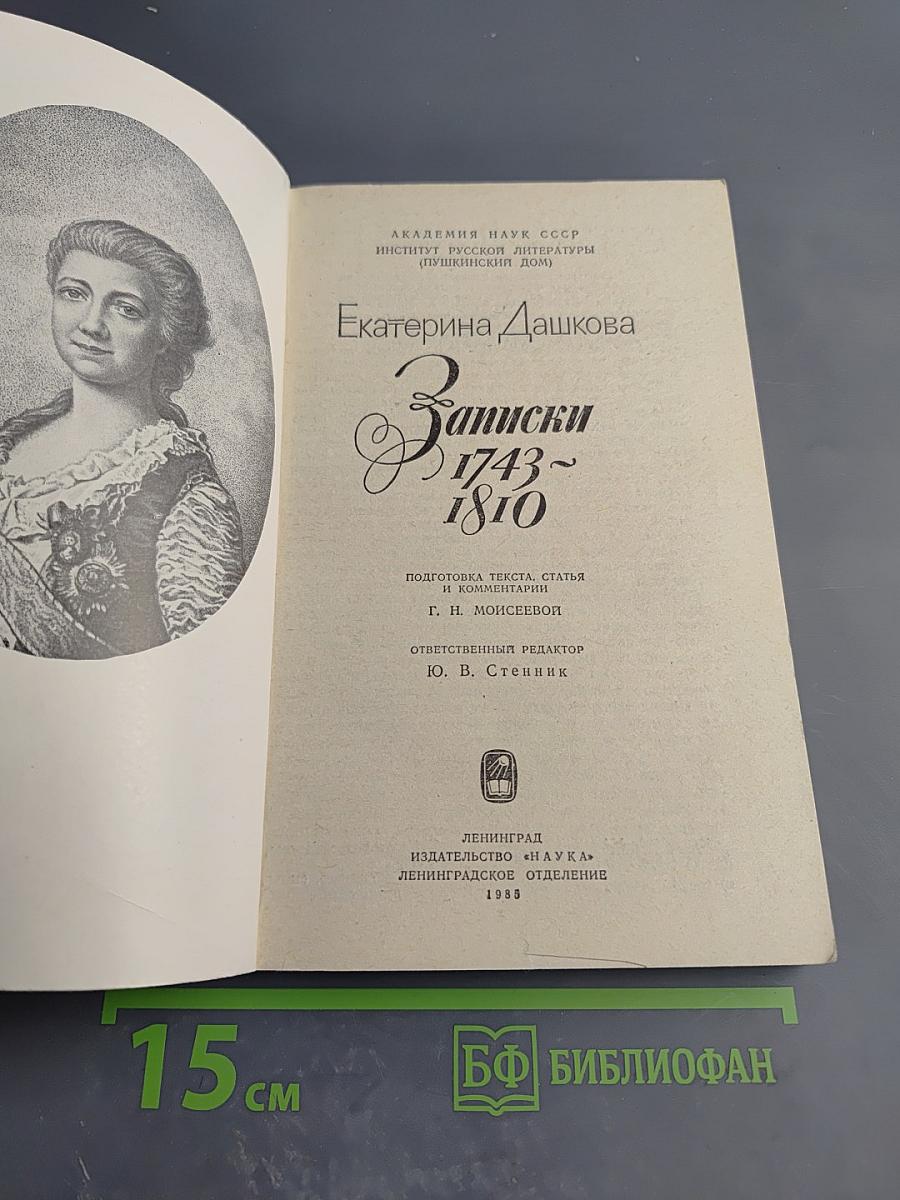 АКАДЕМИЯ НАУК СССР
ИНСТИТУТ РУССКОЙ ЛИТЕРАТУРЫ
(ПУШКИНСКИЙ ДОМ)
Екатерина Дашкова
Записки
1743~
1810
ПОДГОТОВКА ТЕКСТА, СТАТЬЯ
И КОММЕНТАРИИ
Г. Н. МОИСЕЕВОЙ
ОТВЕТСТВЕННЫЙ РЕДАКТОР
Ю. В. Стенник
ЛЕНИНГРАД
ИЗДАТЕЛЬСТВО «НАУКА»
ЛЕНИНГРАДСКОЕ ОТДЕЛЕНИЕ
1985
15 см
БФ БИБЛИОФАН